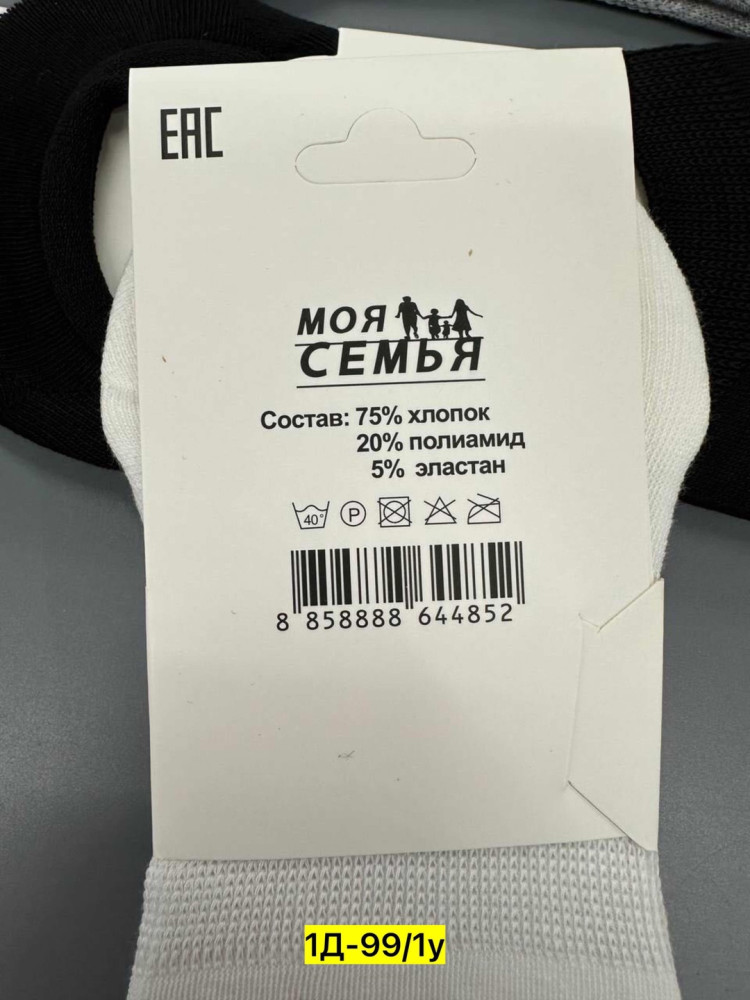 EAC
МОЯ
СЕМЬЯ
Состав: 75% хлопок
20% полиамид
5% эластан
40° P
8 858888 644852
1Д-99/1у